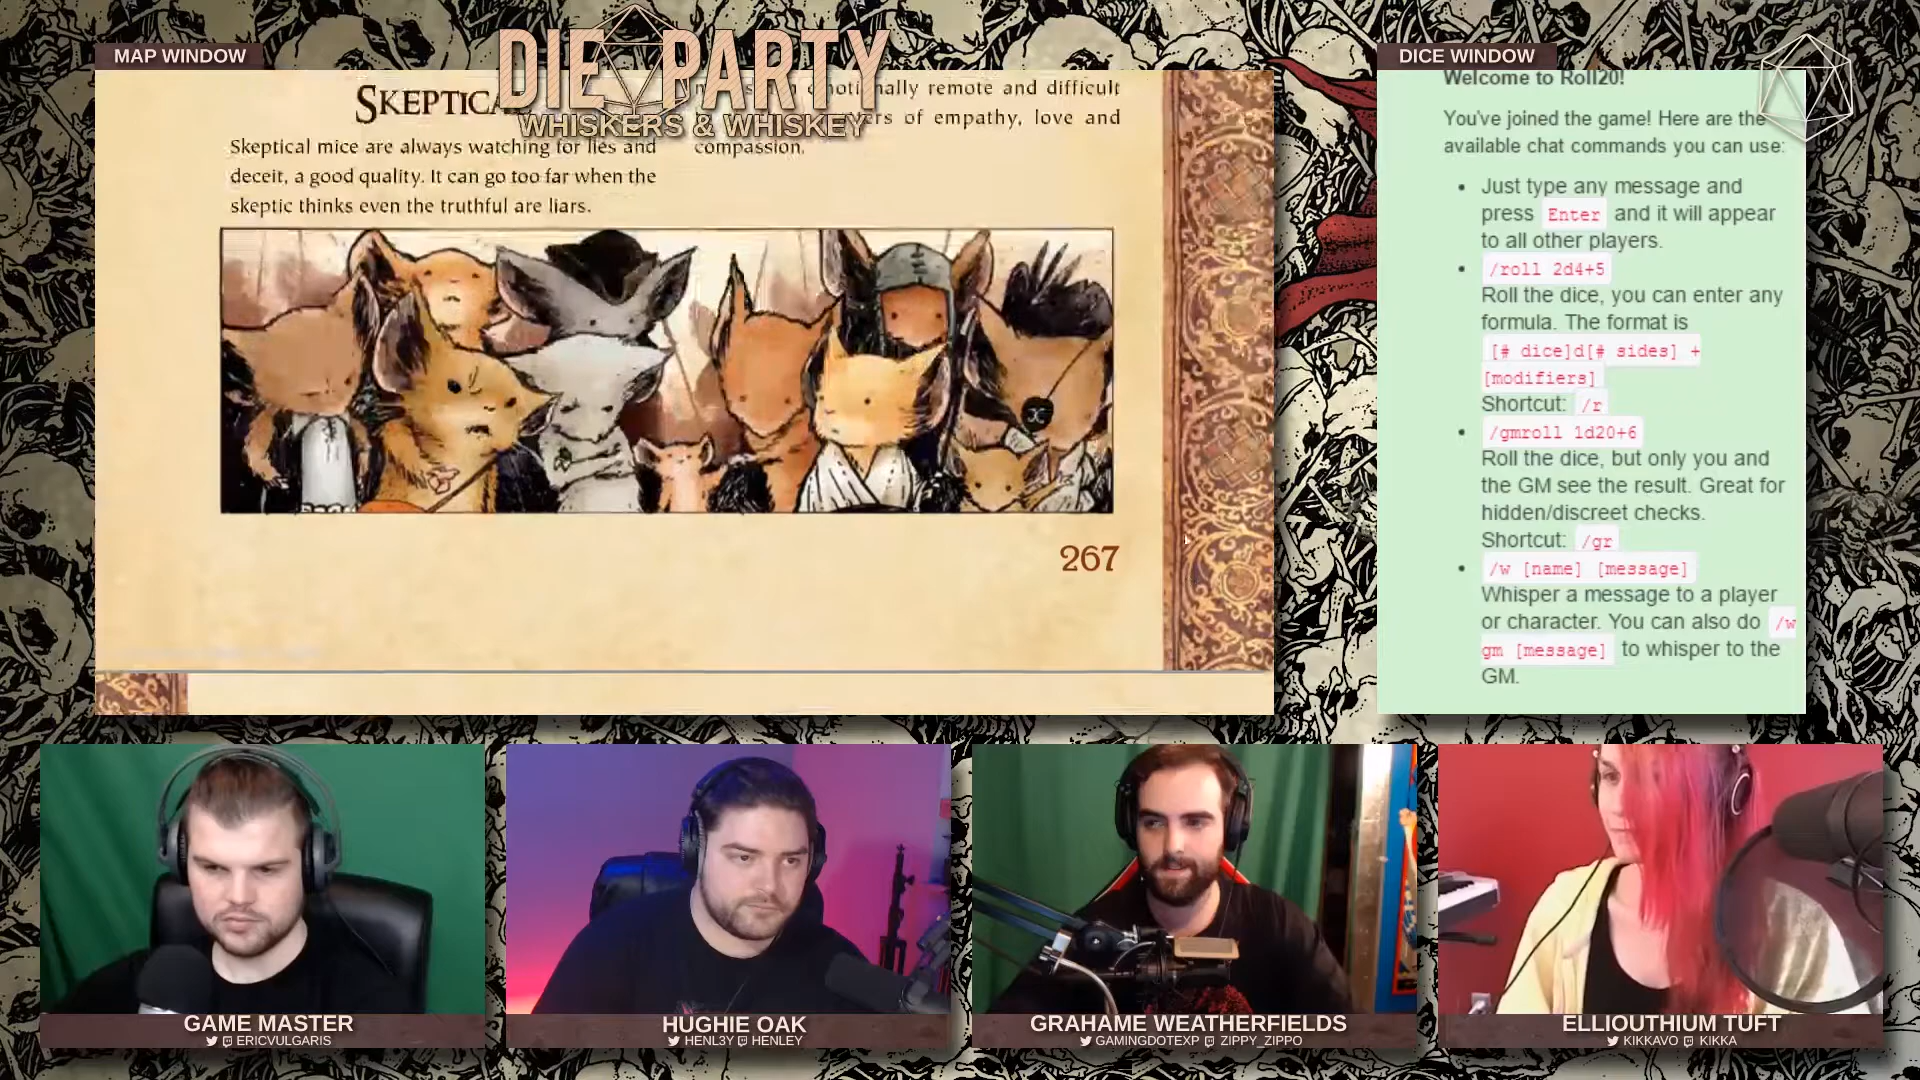 MAP WINDOW
DIE PARTY
WHISKERS & WHISKEY
DICE WINDOW
Skeptical mice are always watching for lies and
deceit, a good quality. It can go too far when the
skeptic thinks even the truthful are liars.
remote and difficult
of empathy, love and
compassion.
267
Welcome to Roll20!
You've joined the game! Here are the
available chat commands you can use:
• Just type any message and
press Enter and it will appear
to all other players.
• /roll 2d4+5
Roll the dice, you can enter any
formula. The format is
[# dice]d[# sides] +
[modifiers]
Shortcut: /r
• /gmroll 1d20+6
Roll the dice, but only you and
the GM see the result. Great for
hidden/discreet checks.
Shortcut: /gr
• /w [name] [message]
Whisper a message to a player
or character. You can also do /w
gm [message] to whisper to the
GM.
GAME MASTER
ERICVULGARIS
HUGHIE OAK
HENL3Y HENLEY
GRAHAME WEATHERFIELDS
GAMINGDOTEXP ZIPPY_ZIPPO
ELLIOUTHIUM TUFT
KIKKAVO KIKKA